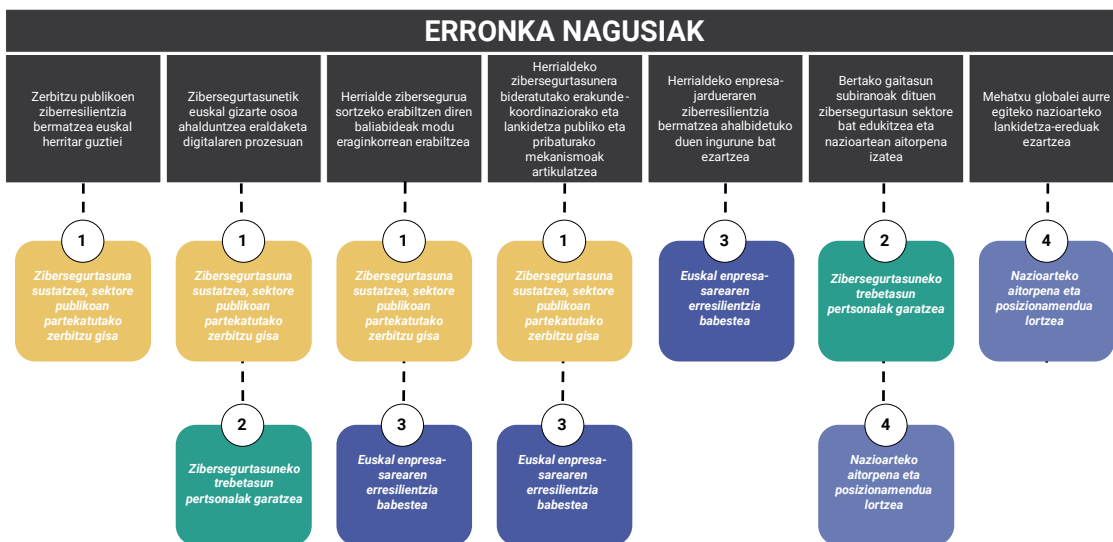 ERRONKA NAGUSIAK
Zerbitzu publikoen
ziberresilientzia
bermatzea euskal
herritar guztiei
Zibersegurtasunetik
euskal gizarte osoa
ahalduntzea eraldaketa
digitalaren prozesuan
Herrialde zibersegurua
sortzeko erabiltzen diren
baliabideak modu
eraginkorrean erabiltzea
Herrialdeko
zibersegurtasunera
bideratutako erakunde-
koordinaziorako eta
lankidetza publiko eta
pribaturako
mekanismoak
artikulatzea
Herrialdeko enpresa-
jardueraren
ziberresilientzia
bermatzea ahalbidetuko
duen ingurune bat
ezartzea
Bertako gaitasun
subiranoak dituen
zibersegurtasun sektore
bat edukitzea eta
nazioartean aitorpena
izatea
Mehatxu globalei aurre
egiteko nazioarteko
lankidetza-ereduak
ezartzea
1
Zibersegurtasuna
sustatzea, sektore
publikoan
partekatutako
zerbitzu gisa
1
Zibersegurtasuna
sustatzea, sektore
publikoan
partekatutako
zerbitzu gisa
1
Zibersegurtasuna
sustatzea, sektore
publikoan
partekatutako
zerbitzu gisa
1
Zibersegurtasuna
sustatzea, sektore
publikoan
partekatutako
zerbitzu gisa
3
Euskal enpresa-
sarearen
erresilientzia
babestea
2
Zibersegurtasuneko
trebetasun
pertsonalak garatzea
4
Nazioarteko
aitorpena eta
posizionamendua
lortzea
2
Zibersegurtasuneko
trebetasun
pertsonalak garatzea
3
Euskal enpresa-
sarearen
erresilientzia
babestea
3
Euskal enpresa-
sarearen
erresilientzia
babestea
4
Nazioarteko
aitorpena eta
posizionamendua
lortzea